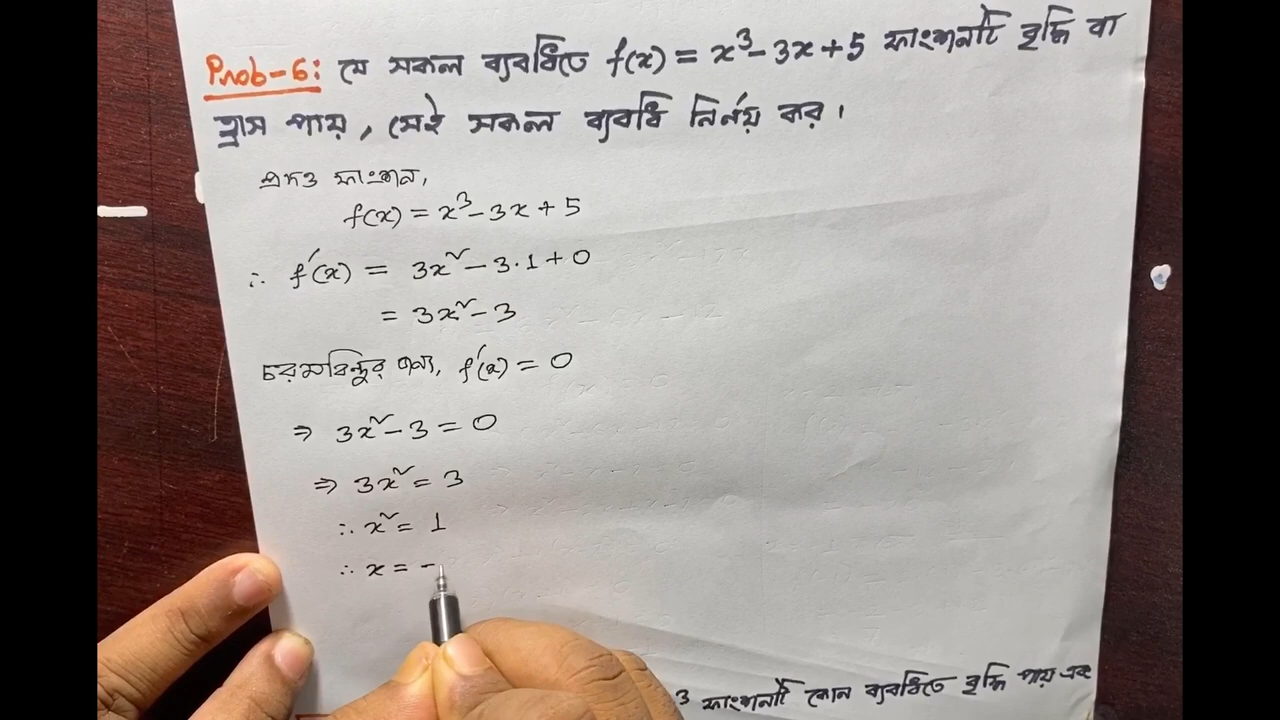 Prob-6: যে সকল ব্যবধিতে f(x) = x³ - 3x + 5 ফাংশনটি বৃদ্ধি বা
হ্রাস পায়, সেই সকল ব্যবধি নির্ণয় কর।
প্রদত্ত ফাংশন,
f(x) = x³ - 3x + 5
∴ f'(x) = 3x² - 3·1 + 0
= 3x² - 3
চরমবিন্দুর জন্য, f'(x) = 0
⇒ 3x² - 3 = 0
⇒ 3x² = 3
∴ x² = 1
∴ x = -
³ ফাংশনটি কোন ব্যবধিতে বৃদ্ধি পায় এবং